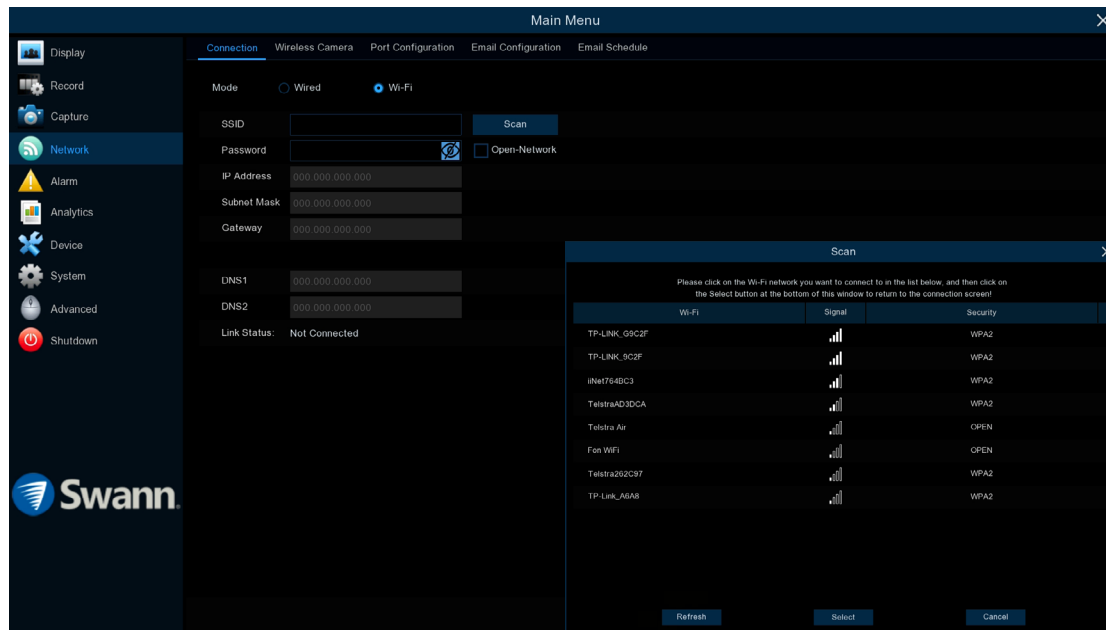 Main Menu
Display
Record
Capture
Network
Alarm
Analytics
Device
System
Advanced
Shutdown
Swann.
Connection Wireless Camera Port Configuration Email Configuration Email Schedule
Mode Wired Wi-Fi
SSID Scan
Password Open-Network
IP Address 000.000.000.000
Subnet Mask 000.000.000.000
Gateway 000.000.000.000
DNS1 000.000.000.000
DNS2 000.000.000.000
Link Status: Not Connected
Scan
Please click on the Wi-Fi network you want to connect to in the list below, and then click on
the Select button at the bottom of this window to return to the connection screen!
Wi-Fi Signal Security
TP-LINK_G9C2F WPA2
TP-LINK_9C2F WPA2
iiNet764BC3 WPA2
TelstraAD3DCA WPA2
Telstra Air OPEN
Fon WiFi OPEN
Telstra262C97 WPA2
TP-Link_A6A8 WPA2
Refresh Select Cancel